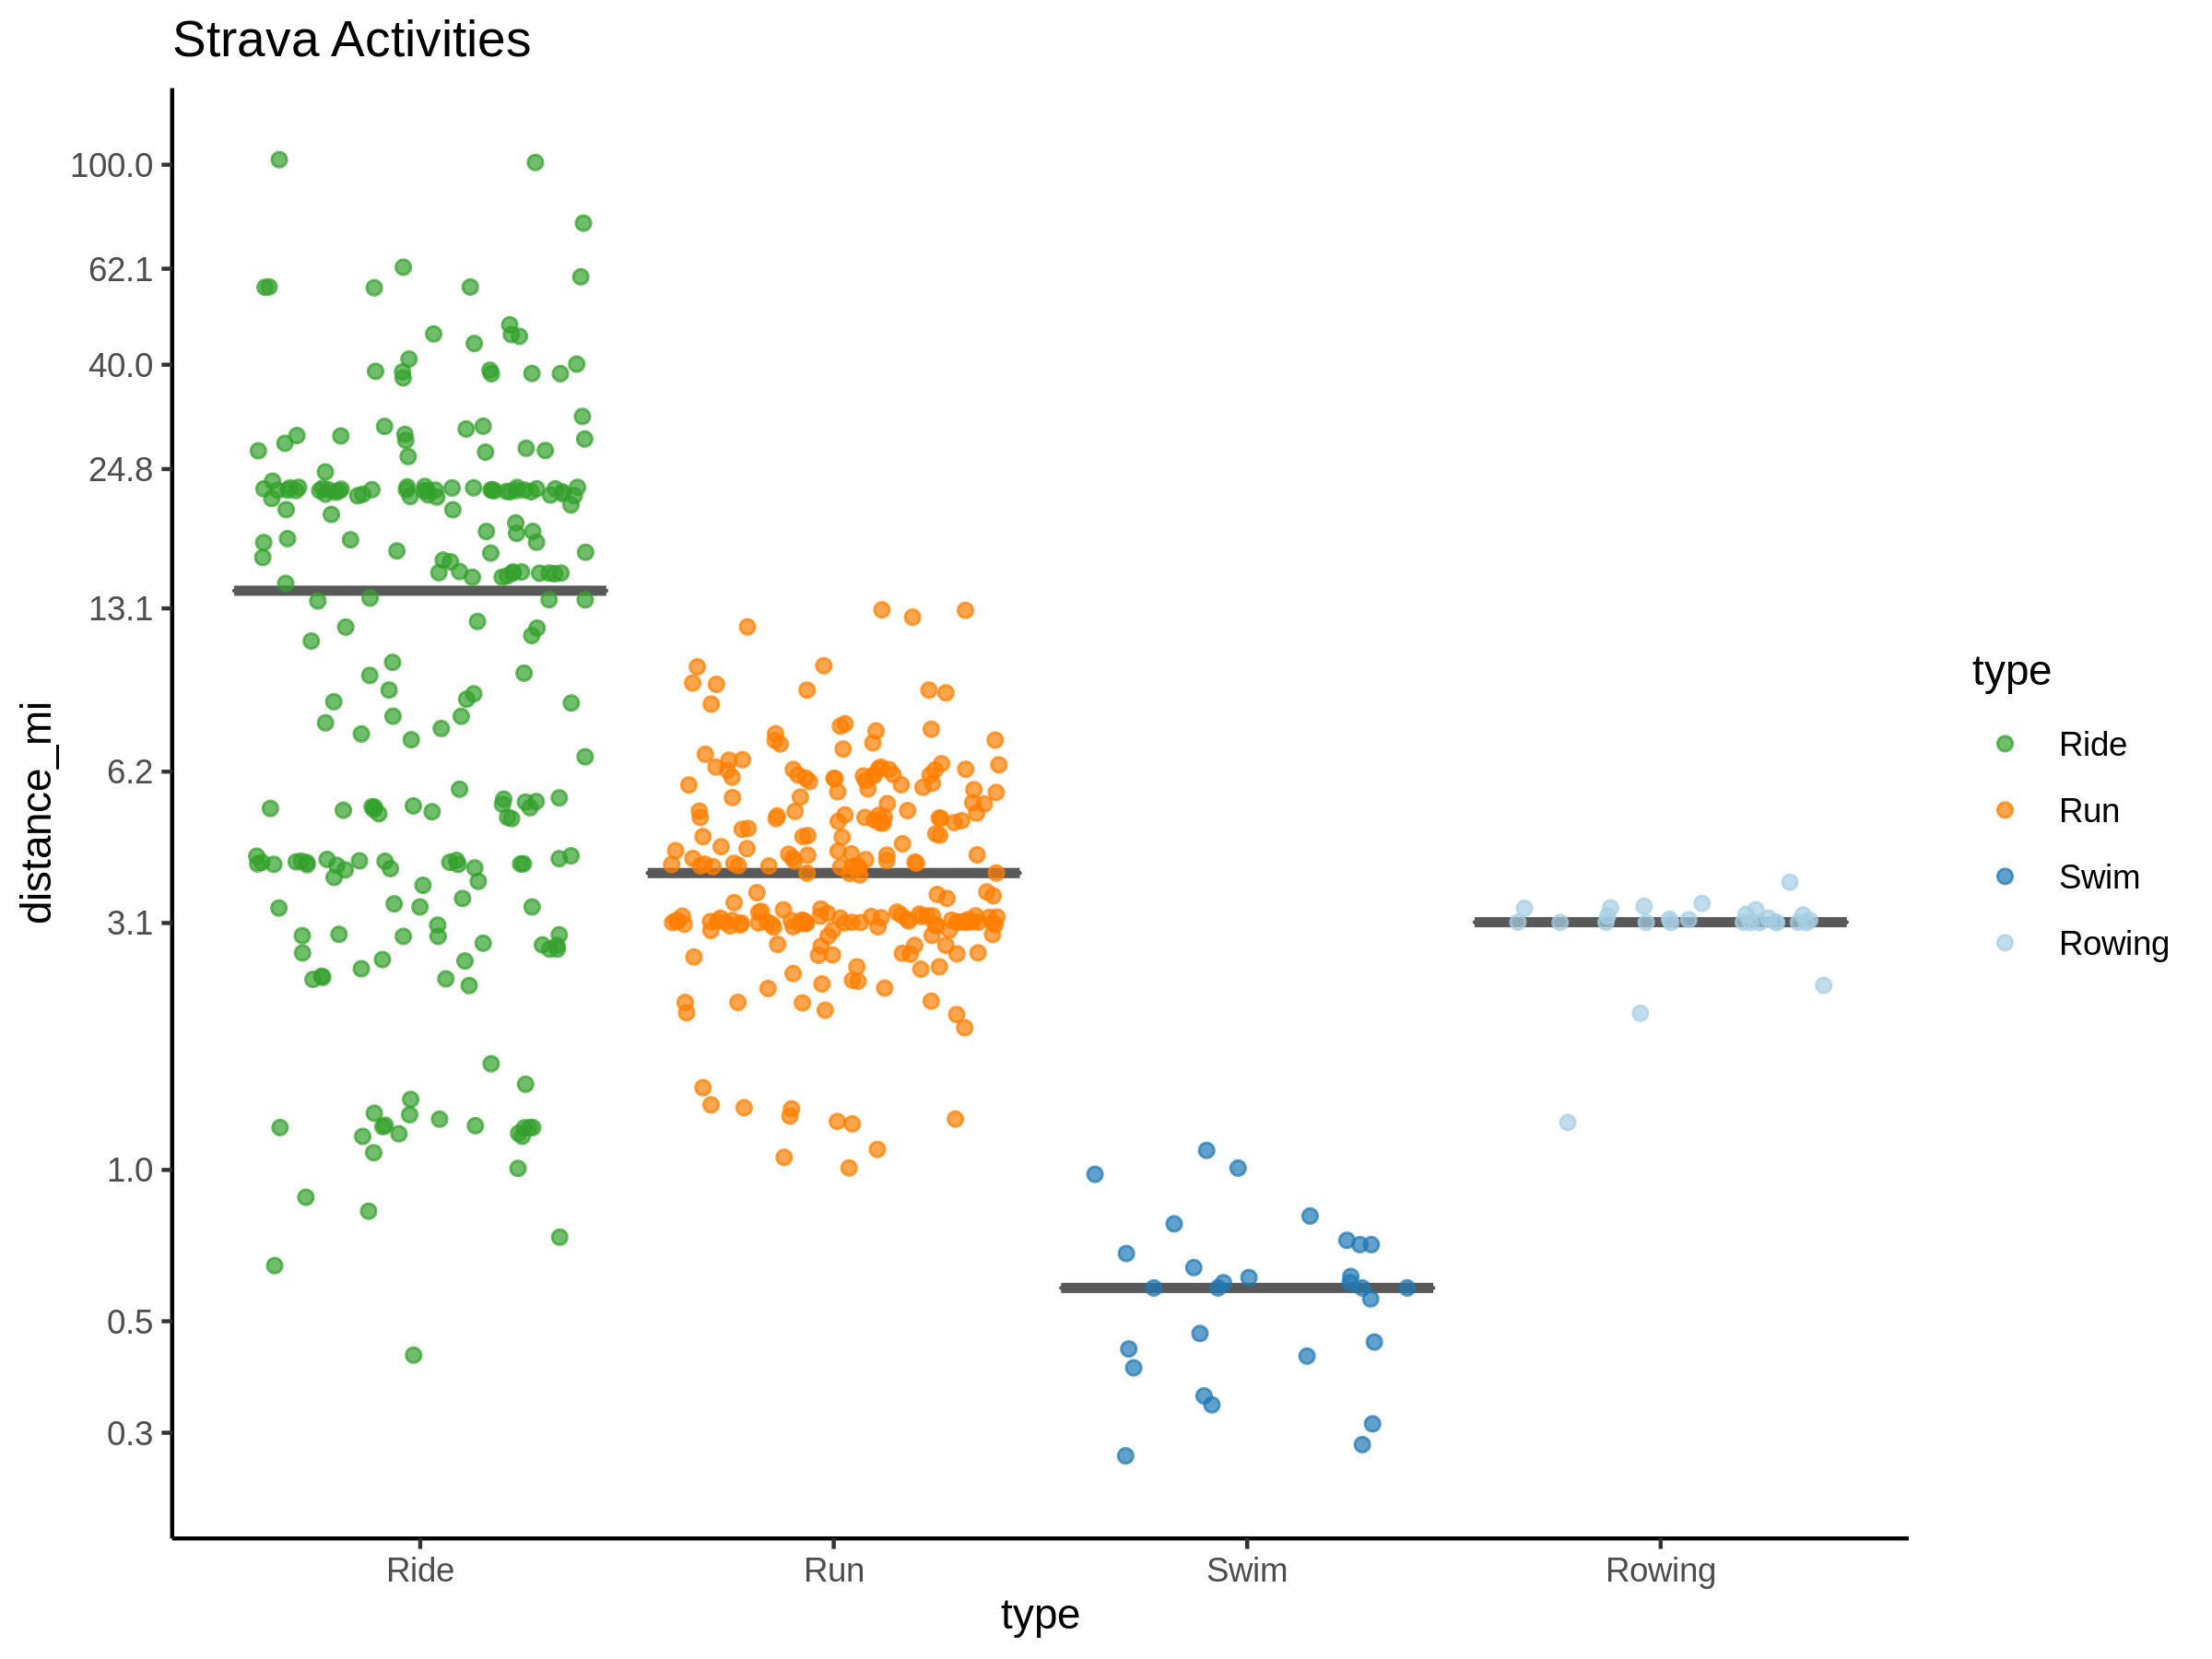 Strava Activities
distance_mi
100.0
62.1
40.0
24.8
13.1
6.2
3.1
1.0
0.5
0.3
Ride
Run
Swim
Rowing
type
type
Ride
Run
Swim
Rowing